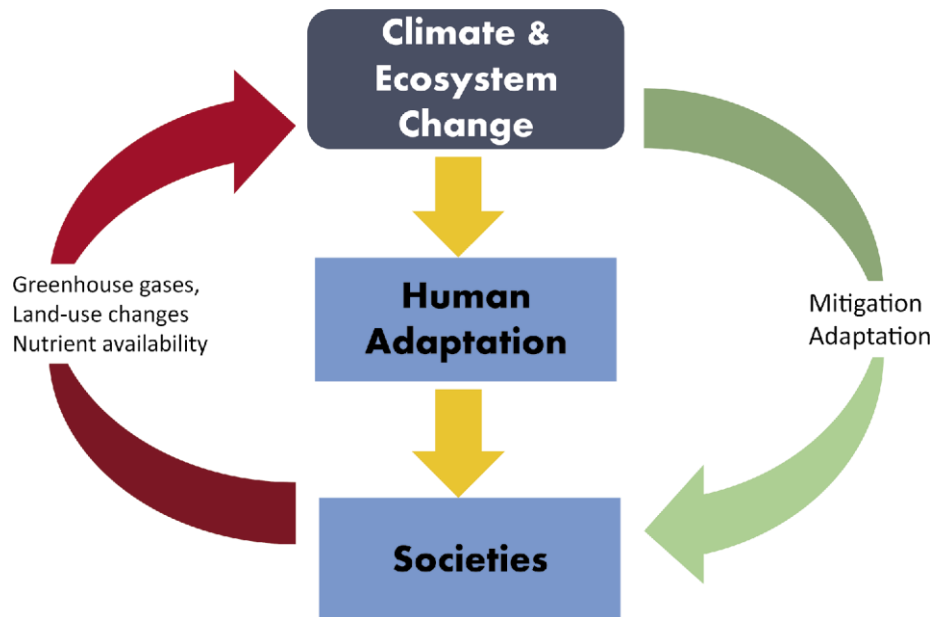 Climate &
Ecosystem
Change
Greenhouse gases,
Land-use changes
Nutrient availability
Human
Adaptation
Mitigation
Adaptation
Societies